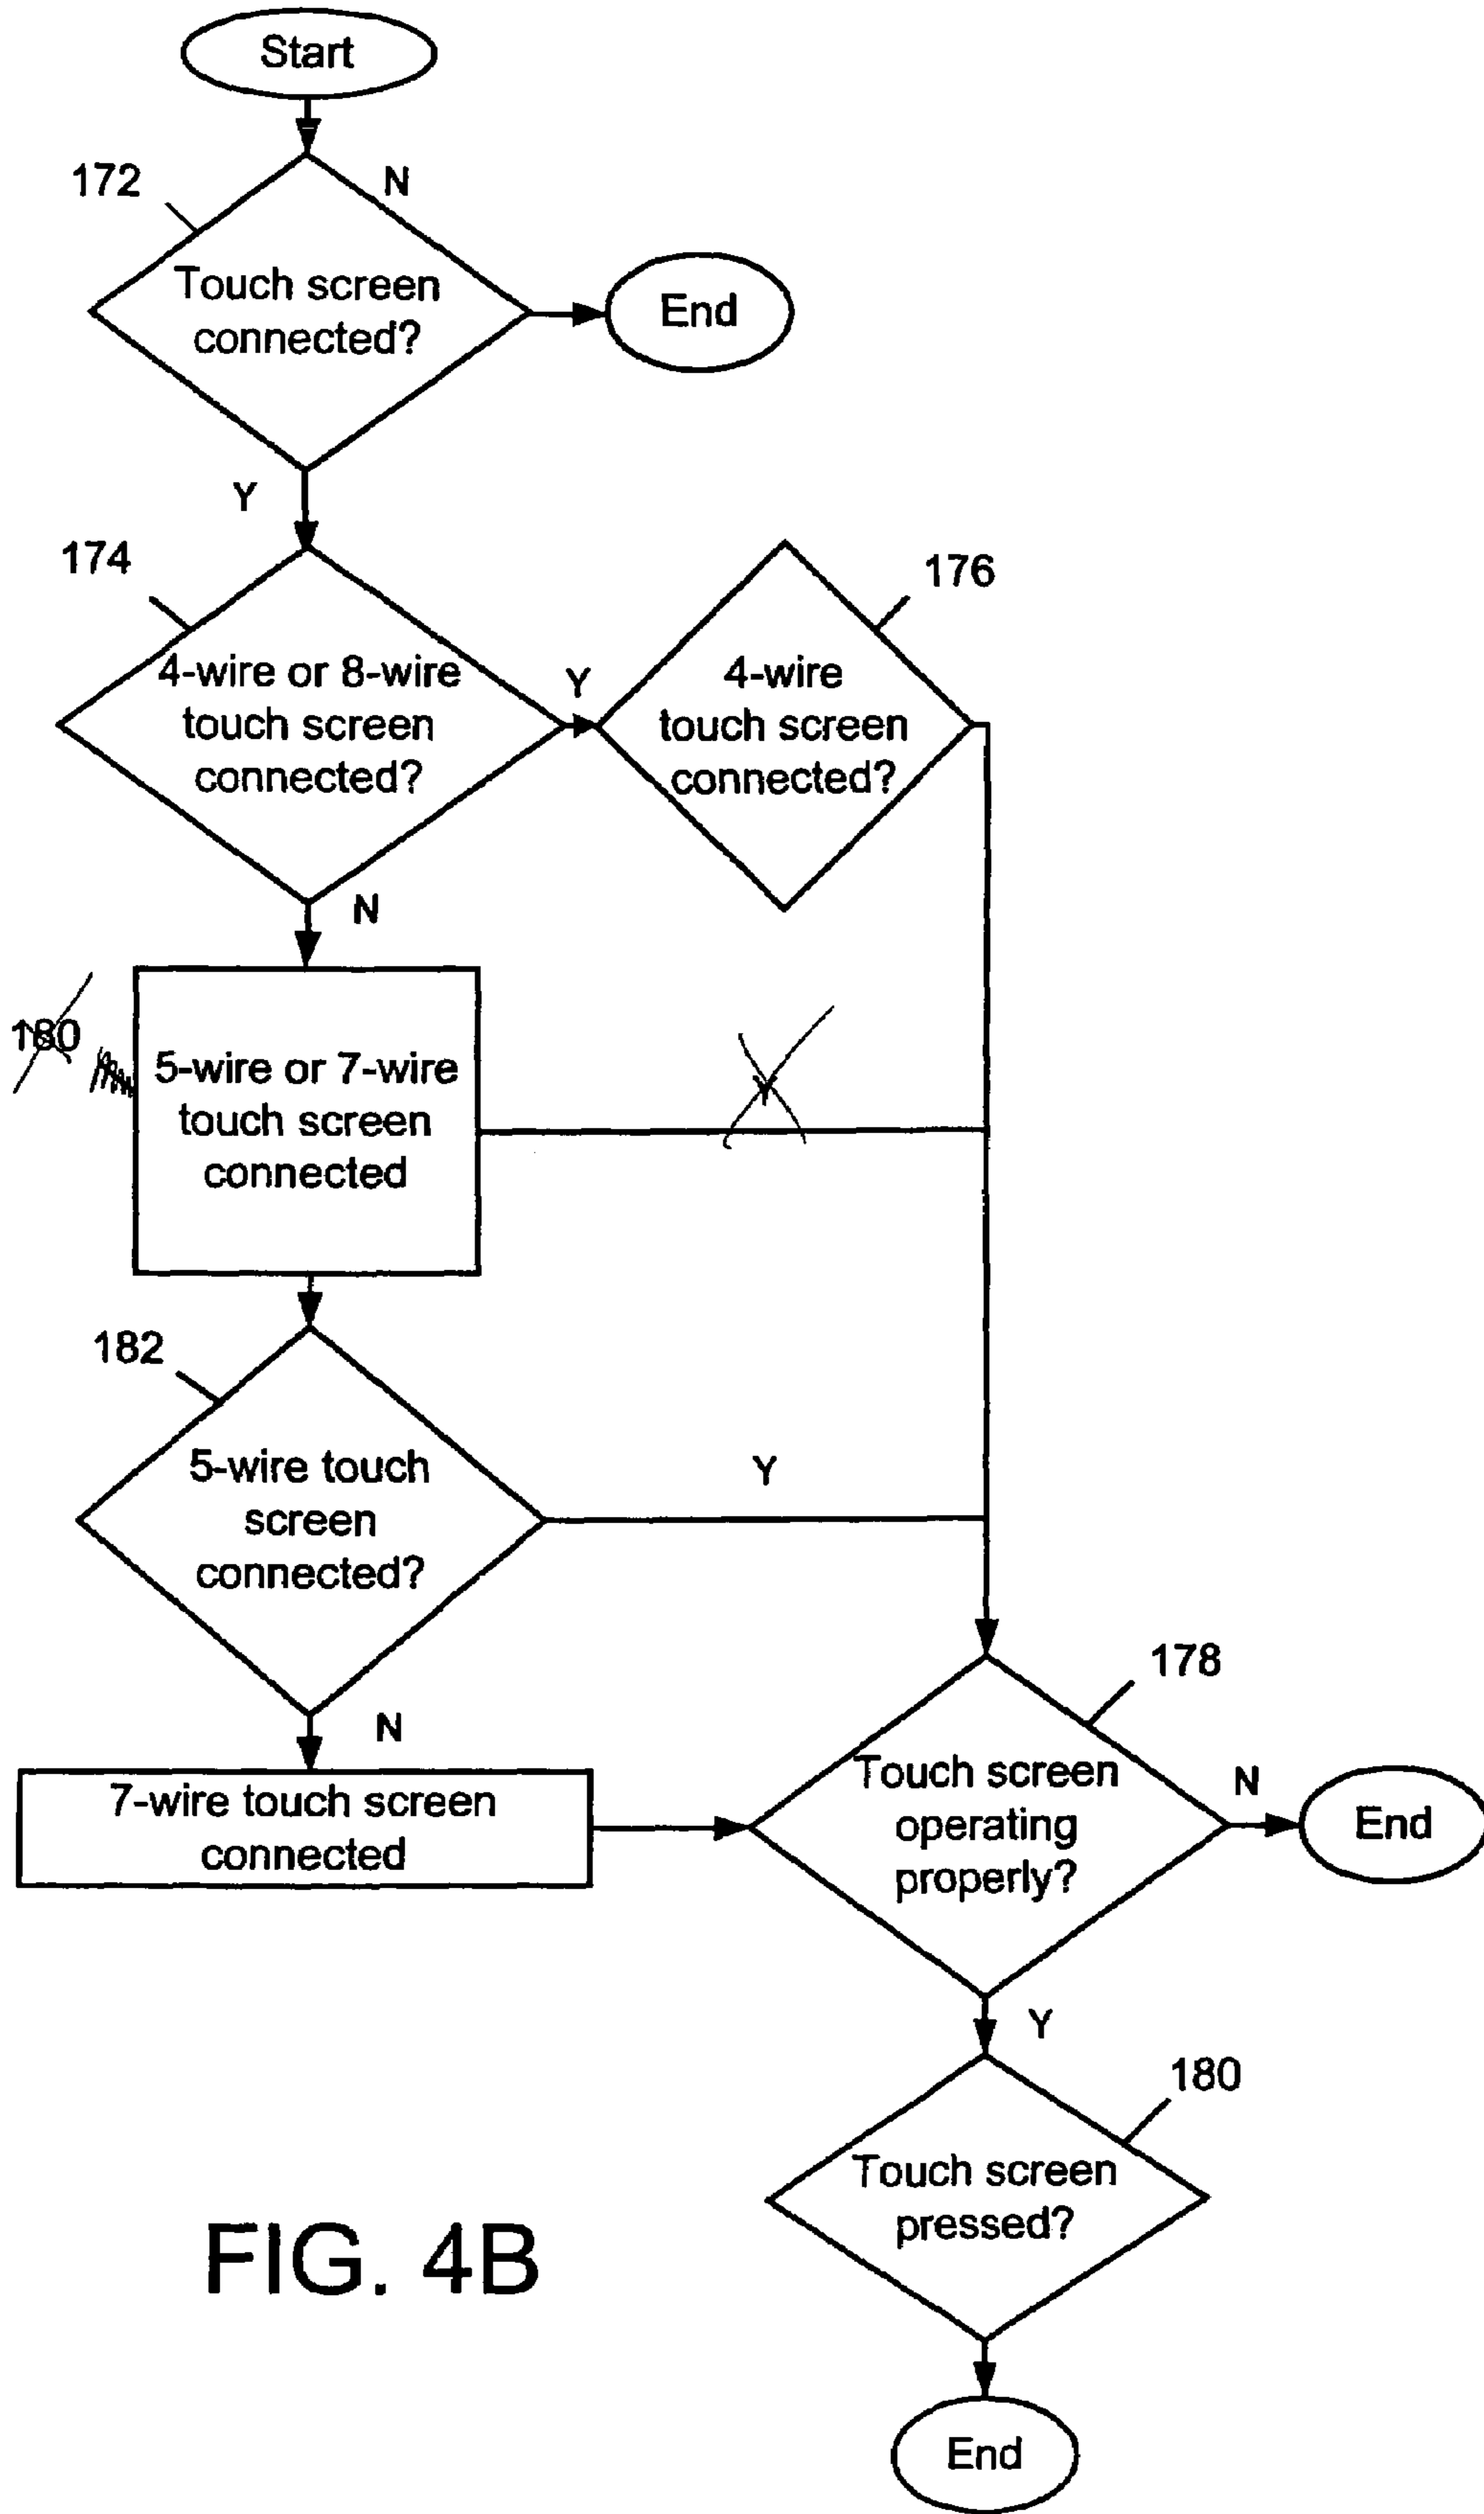 Start
172
N
Touch screen
connected?
End
Y
174
176
4-wire or 8-wire
touch screen
connected?
Y
4-wire
touch screen
connected?
N
180
5-wire or 7-wire
touch screen
connected
Y
182
5-wire touch
screen
connected?
Y
178
N
7-wire touch screen
connected
Touch screen
operating
properly?
N
End
Y
180
Touch screen
pressed?
FIG. 4B
End